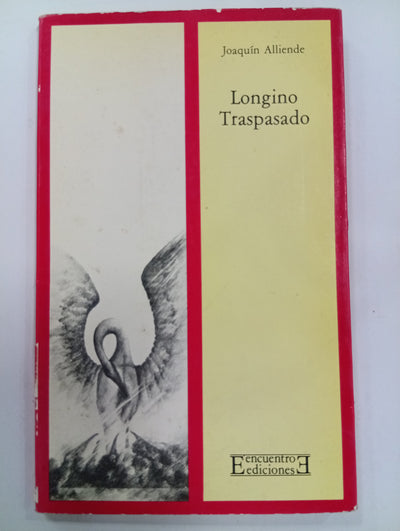 Joaquín Alliende
Longino
Traspasado
encuentro
ediciones